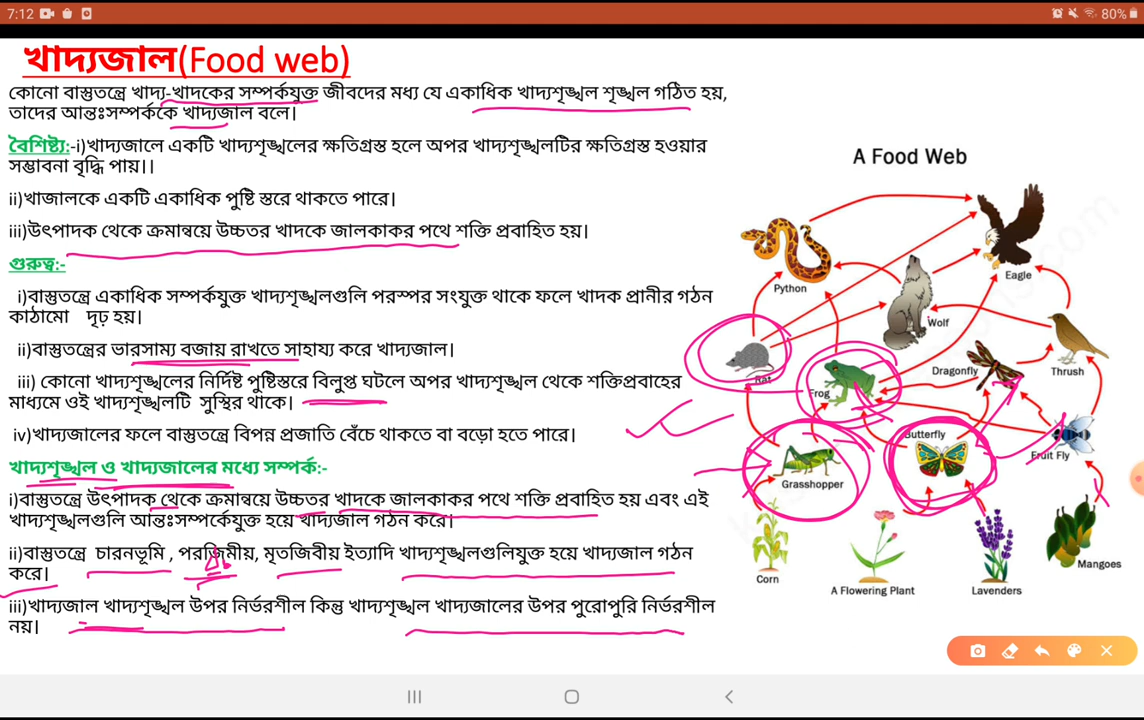 7:12
80%
খাদ্যজাল(Food web)
কোনো বাস্তুতন্ত্রে খাদ্য-খাদকের সম্পর্কযুক্ত জীবদের মধ্য যে একাধিক খাদ্যশৃঙ্খল শৃঙ্খল গঠিত হয়,
তাদের আন্তঃসম্পর্ককে খাদ্যজাল বলে।
বৈশিষ্ট্য:-i)খাদ্যজালে একটি খাদ্যশৃঙ্খলের ক্ষতিগ্রস্ত হলে অপর খাদ্যশৃঙ্খলটির ক্ষতিগ্রস্ত হওয়ার
সম্ভাবনা বৃদ্ধি পায়।।
ii)খাজালকে একটি একাধিক পুষ্টি স্তরে থাকতে পারে।
iii)উৎপাদক থেকে ক্রমান্বয়ে উচ্চতর খাদকে জালকাকর পথে শক্তি প্রবাহিত হয়।
গুরুত্ব:-
i)বাস্তুতন্ত্রে একাধিক সম্পর্কযুক্ত খাদ্যশৃঙ্খলগুলি পরস্পর সংযুক্ত থাকে ফলে খাদক প্রানীর গঠন
কাঠামো দৃঢ় হয়।
ii)বাস্তুতন্ত্রের ভারসাম্য বজায় রাখতে সাহায্য করে খাদ্যজাল।
iii) কোনো খাদ্যশৃঙ্খলের নির্দিষ্ট পুষ্টিস্তরে বিলুপ্ত ঘটলে অপর খাদ্যশৃঙ্খল থেকে শক্তিপ্রবাহের
মাধ্যমে ওই খাদ্যশৃঙ্খলটি সুস্থির থাকে।
iv)খাদ্যজালের ফলে বাস্তুতন্ত্রে বিপন্ন প্রজাতি বেঁচে থাকতে বা বড়ো হতে পারে।
খাদ্যশৃঙ্খল ও খাদ্যজালের মধ্যে সম্পর্ক:-
i)বাস্তুতন্ত্রে উৎপাদক থেকে ক্রমান্বয়ে উচ্চতর খাদকে জালকাকর পথে শক্তি প্রবাহিত হয় এবং এই
খাদ্যশৃঙ্খলগুলি আন্তঃসম্পর্কেযুক্ত হয়ে খাদ্যজাল গঠন করে।
ii)বাস্তুতন্ত্রে চারনভূমি , পরজিমীয়, মৃতজিবীয় ইত্যাদি খাদ্যশৃঙ্খলগুলিযুক্ত হয়ে খাদ্যজাল গঠন
করে।
iii)খাদ্যজাল খাদ্যশৃঙ্খল উপর নির্ভরশীল কিন্তু খাদ্যশৃঙ্খল খাদ্যজালের উপর পুরোপুরি নির্ভরশীল
নয়।
A Food Web
Python
Eagle
Wolf
Rat
Frog
Dragonfly
Thrush
Butterfly
Fruit Fly
Grasshopper
Corn
A Flowering Plant
Lavenders
Mangoes